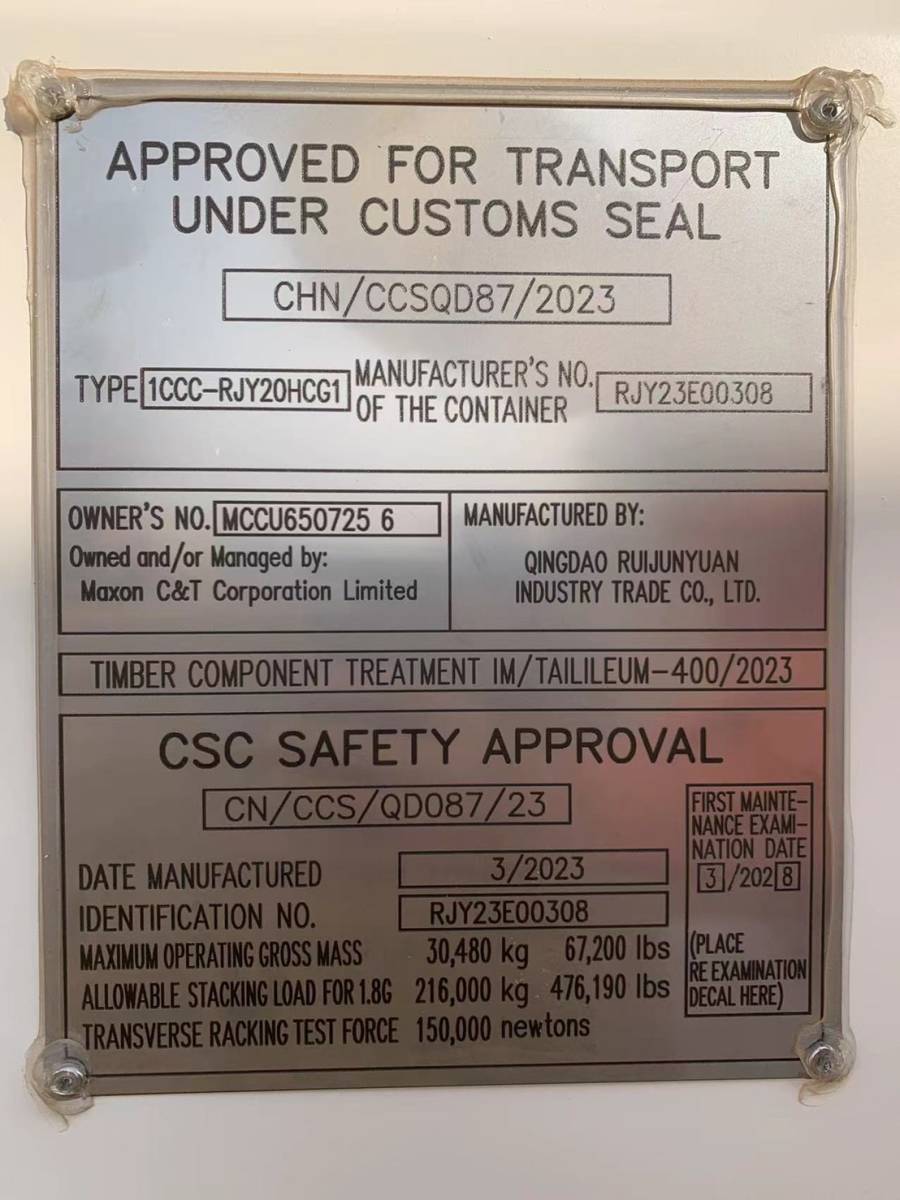 APPROVED FOR TRANSPORT
UNDER CUSTOMS SEAL
CHN/CCSQD87/2023
TYPE 1CCC-RJY20HCG1 MANUFACTURER'S NO. OF THE CONTAINER RJY23E00308
OWNER'S NO. MCCU650725 6
Owned and/or Managed by:
Maxon C&T Corporation Limited
MANUFACTURED BY:
QINGDAO RUIJUNYUAN
INDUSTRY TRADE CO., LTD.
TIMBER COMPONENT TREATMENT IM/TAILILEUM-400/2023
CSC SAFETY APPROVAL
CN/CCS/QD087/23
DATE MANUFACTURED 3/2023
IDENTIFICATION NO. RJY23E00308
MAXIMUM OPERATING GROSS MASS 30,480 kg 67,200 lbs
ALLOWABLE STACKING LOAD FOR 1.8G 216,000 kg 476,190 lbs
TRANSVERSE RACKING TEST FORCE 150,000 newtons
FIRST MAINTE-
NANCE EXAMI-
NATION DATE
3/2028
(PLACE
RE EXAMINATION
DECAL HERE)